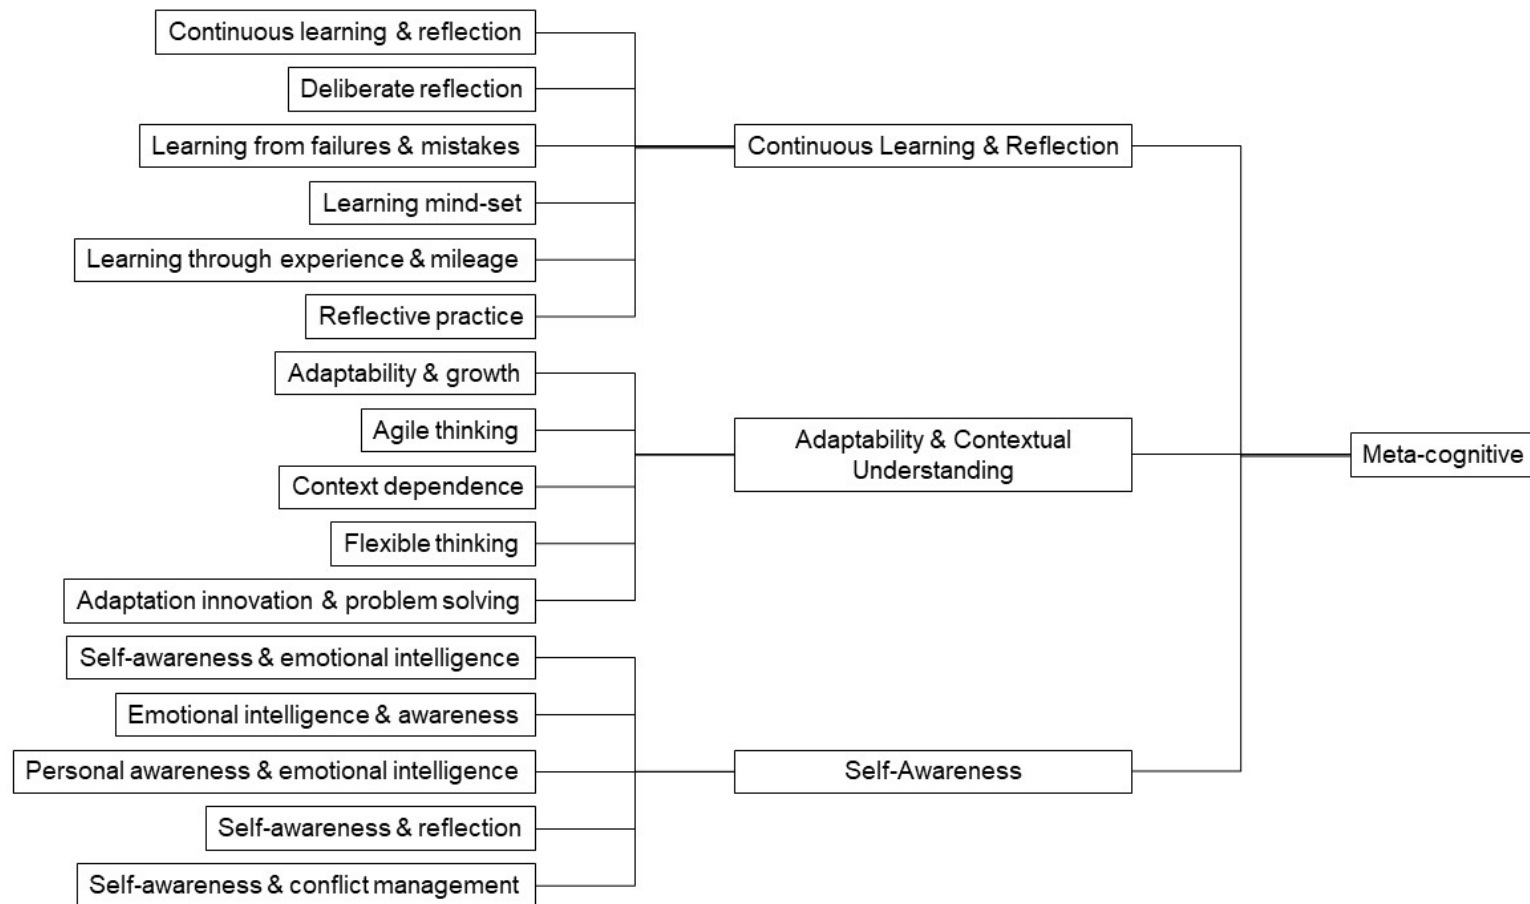 Continuous learning & reflection
Deliberate reflection
Learning from failures & mistakes
Learning mind-set
Learning through experience & mileage
Reflective practice
Adaptability & growth
Agile thinking
Context dependence
Flexible thinking
Adaptation innovation & problem solving
Self-awareness & emotional intelligence
Emotional intelligence & awareness
Personal awareness & emotional intelligence
Self-awareness & reflection
Self-awareness & conflict management
Continuous Learning & Reflection
Adaptability & Contextual
Understanding
Self-Awareness
Meta-cognitive